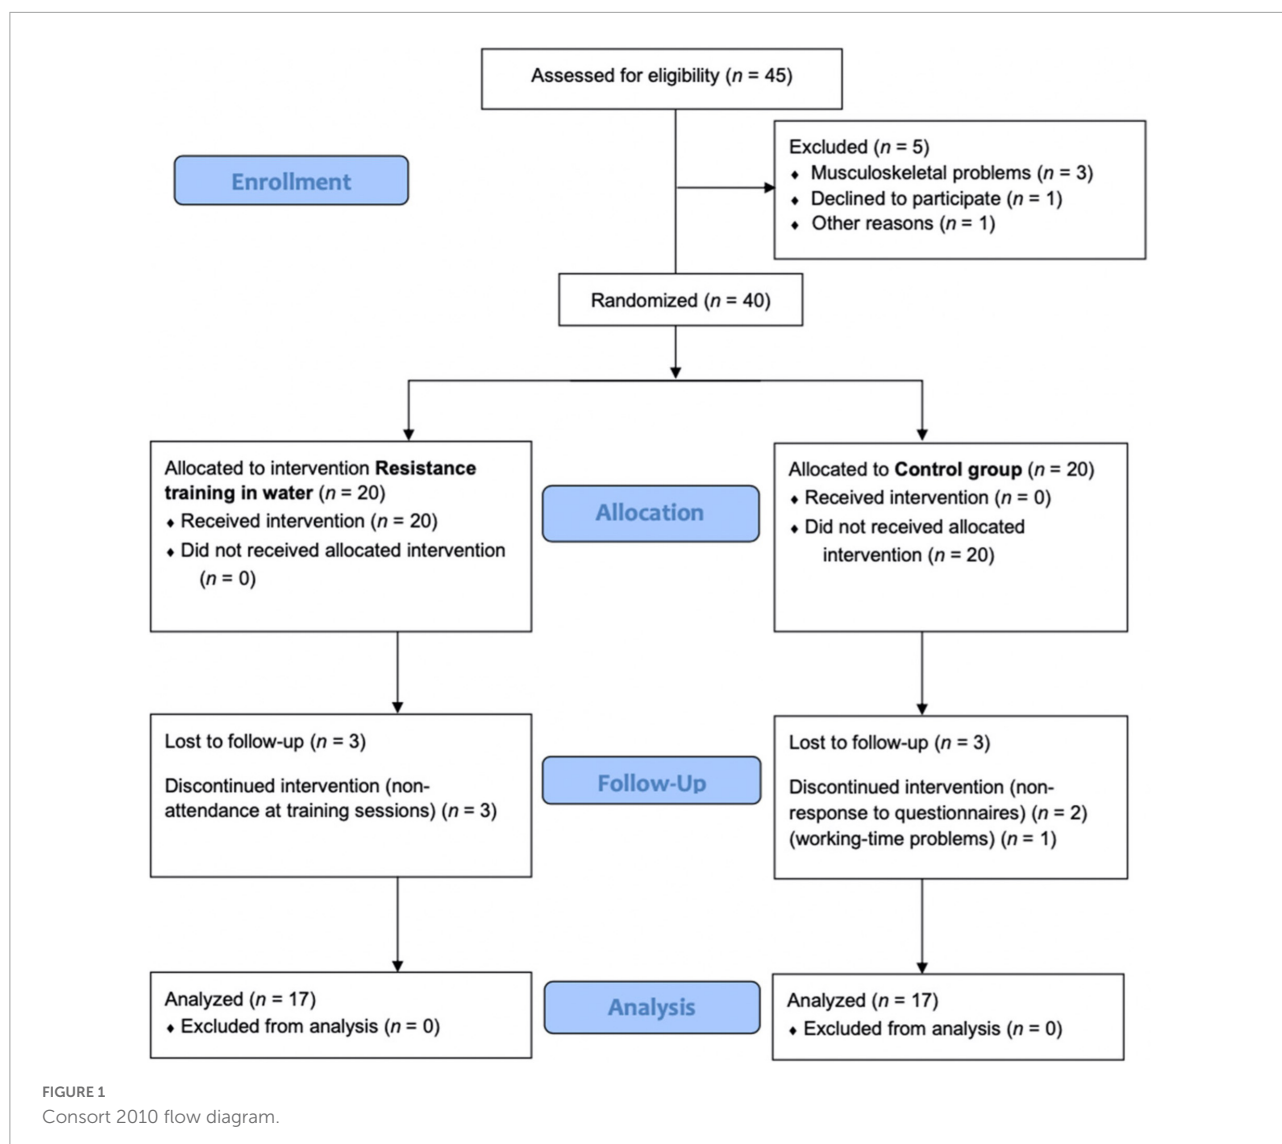 Assessed for eligibility (n = 45)
Enrollment
Excluded (n = 5)
♦ Musculoskeletal problems (n = 3)
♦ Declined to participate (n = 1)
♦ Other reasons (n = 1)
Randomized (n = 40)
Allocated to intervention Resistance
training in water (n = 20)
♦ Received intervention (n = 20)
♦ Did not received allocated intervention
(n = 0)
Allocation
Allocated to Control group (n = 20)
♦ Received intervention (n = 0)
♦ Did not received allocated
intervention (n = 20)
Lost to follow-up (n = 3)
Discontinued intervention (non-
attendance at training sessions) (n = 3)
Follow-Up
Lost to follow-up (n = 3)
Discontinued intervention (non-
response to questionnaires) (n = 2)
(working-time problems) (n = 1)
Analyzed (n = 17)
♦ Excluded from analysis (n = 0)
Analysis
Analyzed (n = 17)
♦ Excluded from analysis (n = 0)
FIGURE 1
Consort 2010 flow diagram.